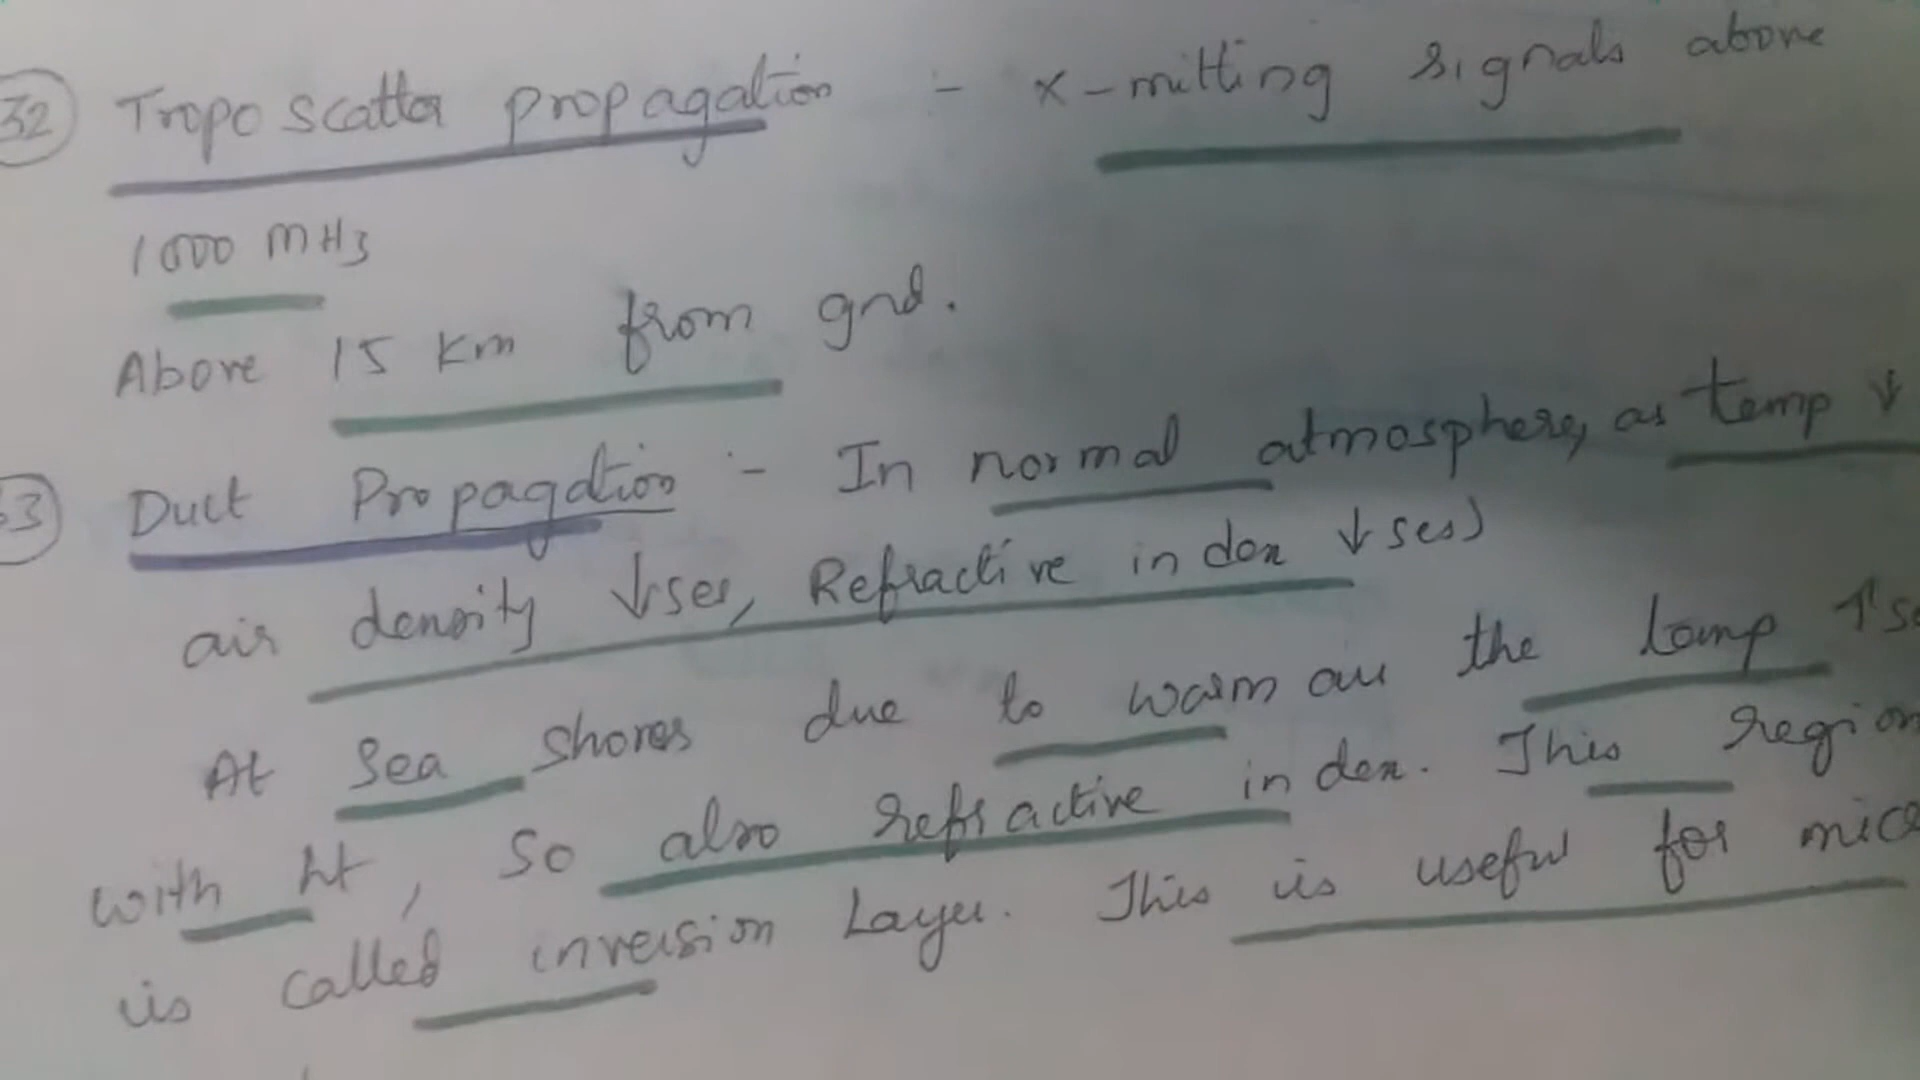 32 Tropo Scatter propagation - x-mitting signals above
1000 MHz
Above 15 Km from gnd.
Duct Propagation :- In normal atmosphere, as temp ↓
air density ↓ses, Refractive index ↓ses)
At Sea shores due to warm air the temp ↑
with ht, so also refractive index. This region
is called inversion Layer. This is useful for